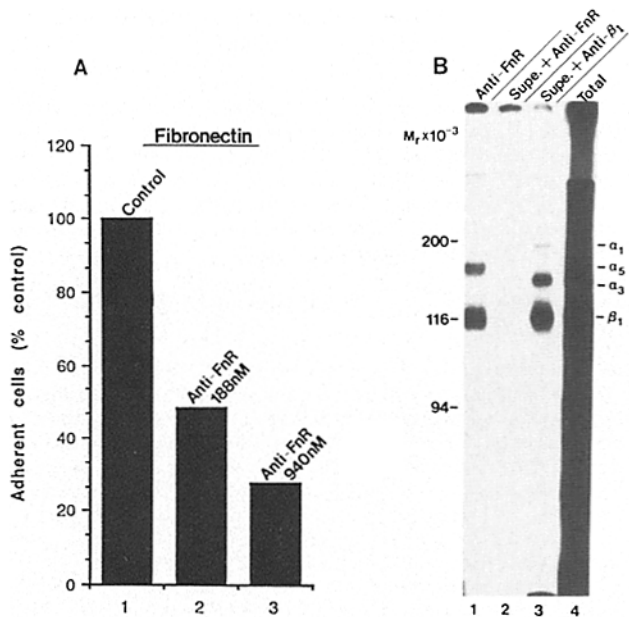 A
Fibronectin
Adherent cells (% control)
120
100
80
60
40
20
0
Control
Anti-FnR
188nM
Anti-FnR
940nM
1
2
3
B
Anti-FnR
Supe. + Anti-FnR
Supe. + Anti-β1
Total
Mr x10-3
200-
116-
94-
- α1
- α5
- α3
- β1
1
2
3
4